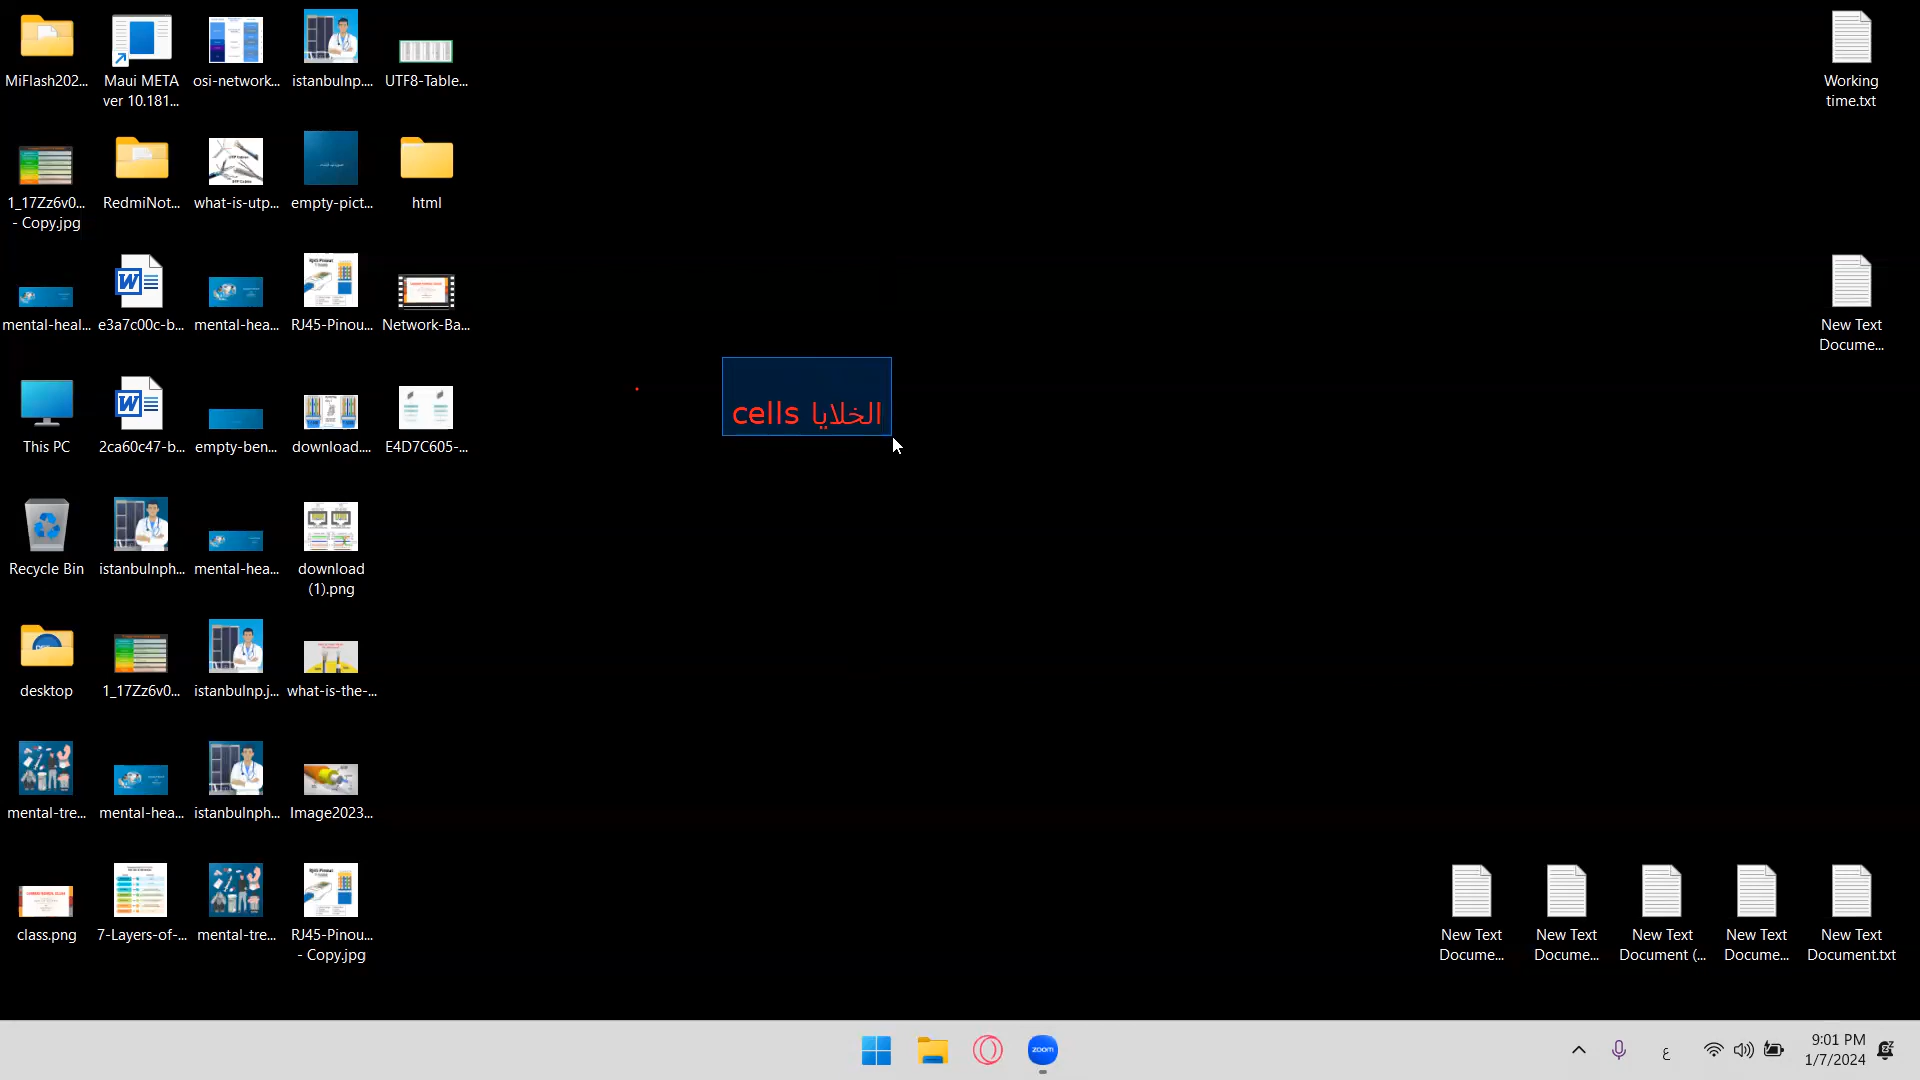 MiFlash202...
Maui META
ver 10.181...
osi-network...
istanbulnp....
UTF8-Table...
Working
time.txt
1_17Zz6v0...
- Copy.jpg
RedmiNot...
what-is-utp...
empty-pict...
html
mental-heal...
e3a7c00c-b...
mental-hea...
RJ45-Pinou...
Network-Ba...
New Text
Docume...
cells الخلايا
This PC
2ca60c47-b...
empty-ben...
download....
E4D7C605-...
Recycle Bin
istanbulnph...
mental-hea...
download
(1).png
desktop
1_17Zz6v0...
istanbulnp.j...
what-is-the-...
mental-tre...
mental-hea...
istanbulnph...
Image2023...
class.png
7-Layers-of-...
mental-tre...
RJ45-Pinou...
- Copy.jpg
New Text
Docume...
New Text
Docume...
New Text
Document (...
New Text
Docume...
New Text
Document.txt
zoom
ع
9:01 PM
1/7/2024